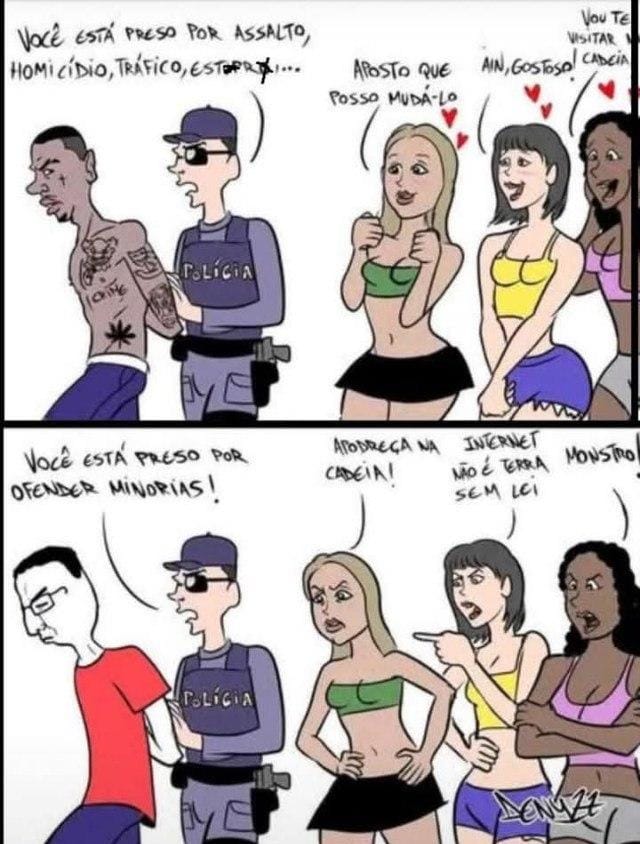 VOCÊ ESTÁ PRESO POR ASSALTO,
HOMICÍDIO, TRÁFICO,
APOSTO QUE
POSSO MUDÁ-LO
AIN, GOSTOSO!
VOU TE
VISITAR
CADEIA
POLÍCIA
CRIME
VOCÊ ESTÁ PRESO POR
OFENDER MINORIAS!
APODREÇA NA
CADEIA!
INTERNET
NÃO É TERRA
SEM LEI
MONSTRO!
POLÍCIA